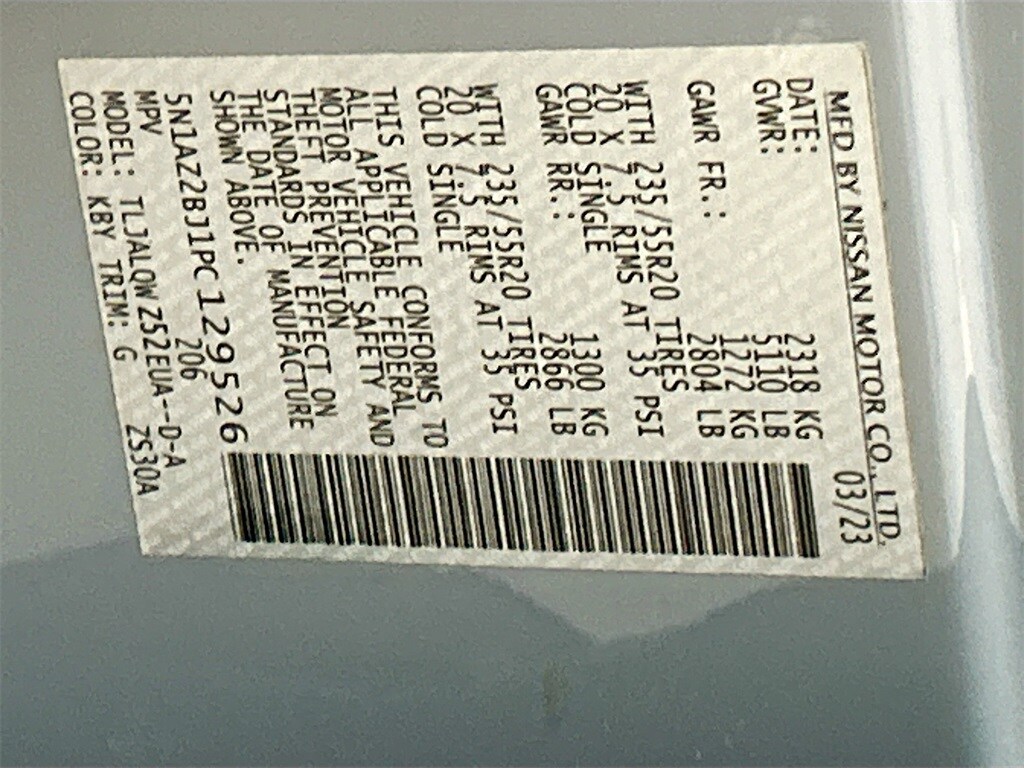 MFD BY NISSAN MOTOR CO., LTD.
DATE: 03/23
GVWR: 2318 KG
5110 LB
1272 KG
GAWR FR.: 2804 LB
WITH 235/55R20 TIRES
20 X 7.5 RIMS AT 35 PSI
COLD SINGLE 1300 KG
GAWR RR.: 2866 LB
WITH 235/55R20 TIRES
20 X 7.5 RIMS AT 35 PSI
COLD SINGLE
THIS VEHICLE CONFORMS TO
ALL APPLICABLE FEDERAL
MOTOR VEHICLE SAFETY AND
THEFT PREVENTION
STANDARDS IN EFFECT ON
THE DATE OF MANUFACTURE
SHOWN ABOVE.
5N1AZ2BJ1PC129526
MPV 206
MODEL: TLJALQWZ52EUA--D-A
COLOR: KBY TRIM: G ZS30A